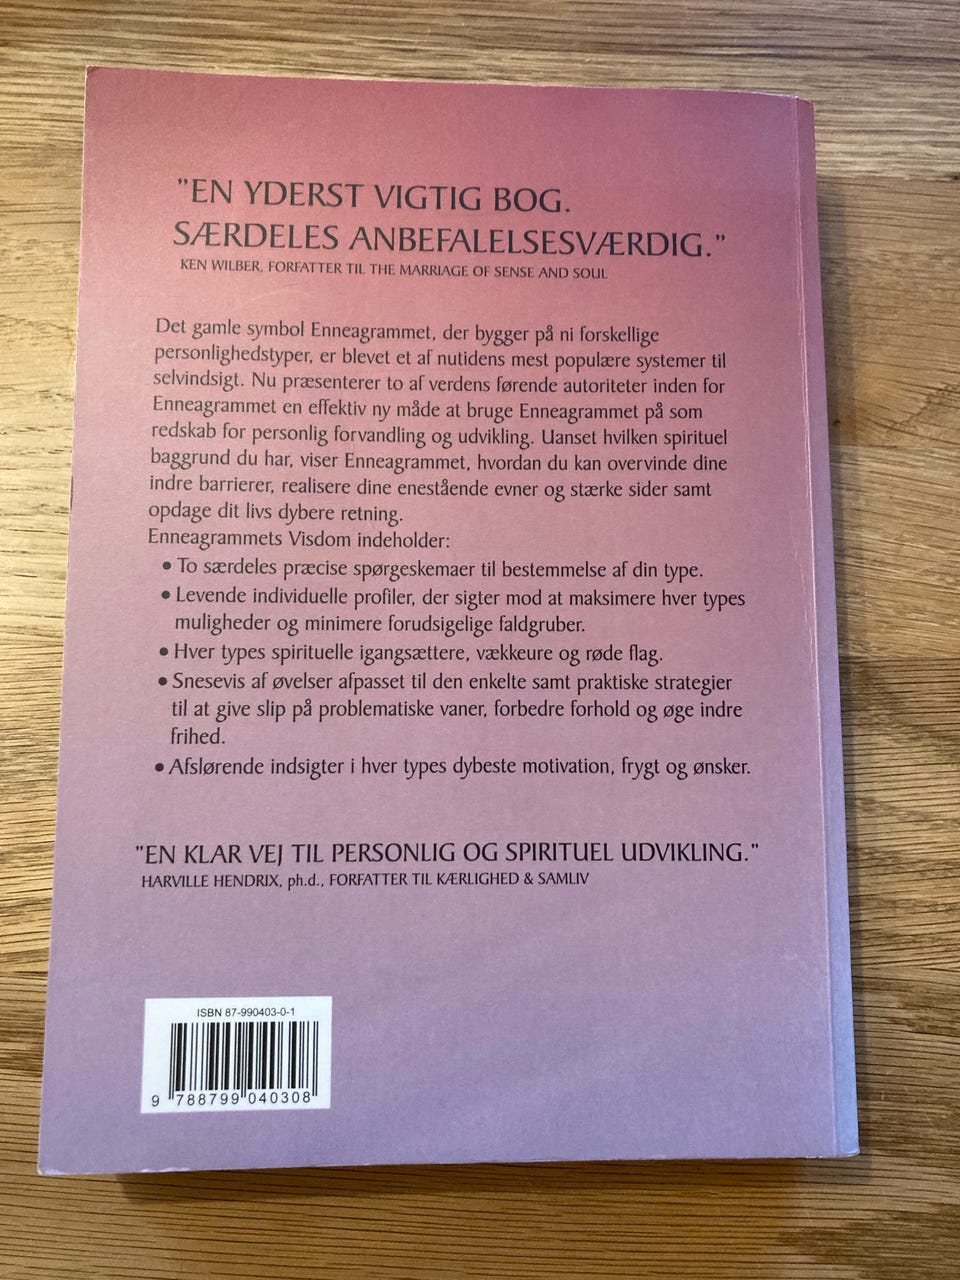 "EN YDERST VIGTIG BOG.
SÆRDELES ANBEFALELSESVÆRDIG."
KEN WILBER, FORFATTER TIL THE MARRIAGE OF SENSE AND SOUL
Det gamle symbol Enneagrammet, der bygger på ni forskellige
personlighedstyper, er blevet et af nutidens mest populære systemer til
selvindsigt. Nu præsenterer to af verdens førende autoriteter inden for
Enneagrammet en effektiv ny måde at bruge Enneagrammet på som
redskab for personlig forvandling og udvikling. Uanset hvilken spirituel
baggrund du har, viser Enneagrammet, hvordan du kan overvinde dine
indre barrierer, realisere dine enestående evner og stærke sider samt
opdage dit livs dybere retning.
Enneagrammets Visdom indeholder:
• To særdeles præcise spørgeskemaer til bestemmelse af din type.
• Levende individuelle profiler, der sigter mod at maksimere hver types
muligheder og minimere forudsigelige faldgruber.
• Hver types spirituelle igangsættere, vækkeure og røde flag.
• Snesevis af øvelser afpasset til den enkelte samt praktiske strategier
til at give slip på problematiske vaner, forbedre forhold og øge indre
frihed.
• Afslørende indsigter i hver types dybeste motivation, frygt og ønsker.
"EN KLAR VEJ TIL PERSONLIG OG SPIRITUEL UDVIKLING."
HARVILLE HENDRIX, ph.d., FORFATTER TIL KÆRLIGHED & SAMLIV
ISBN 87-990403-0-1
9 788799 040308